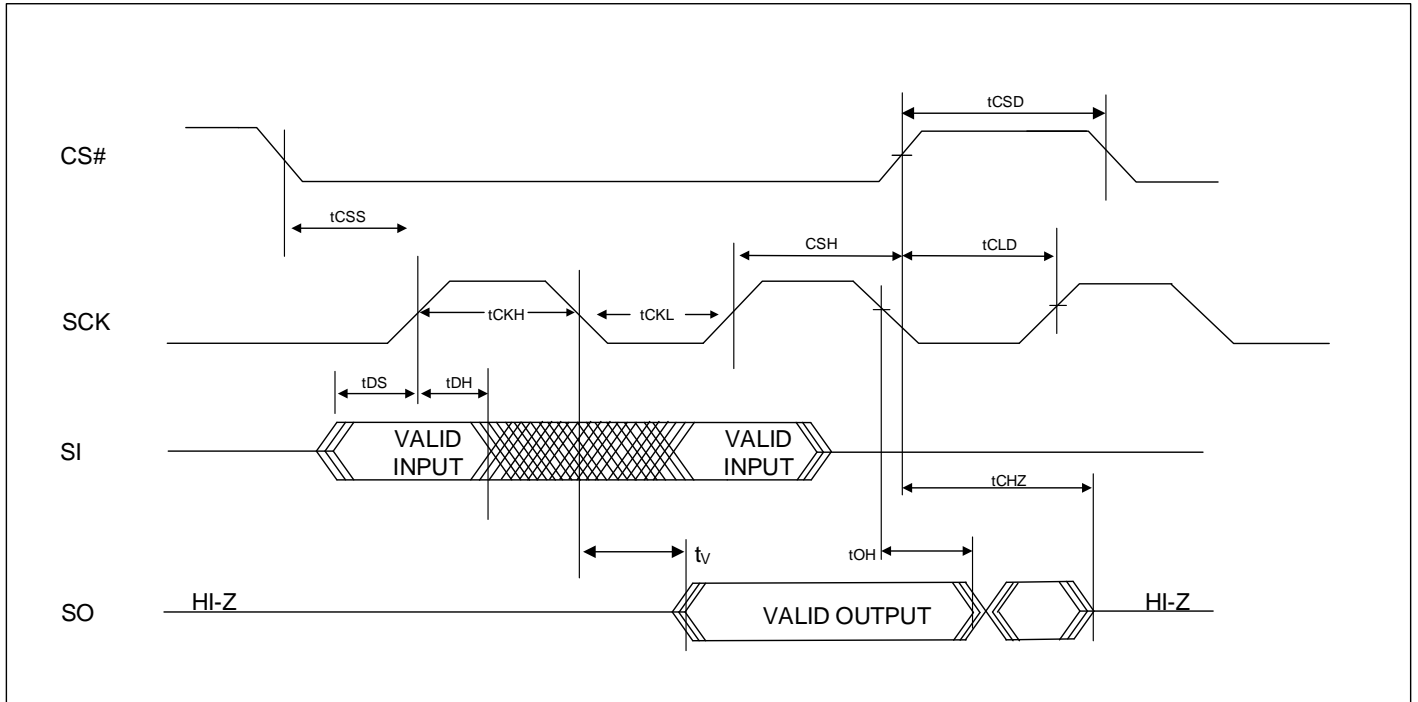 tCSD
CS#
tCSS
CSH
tCLD
SCK
tCKH
tCKL
tDS
tDH
SI
VALID
INPUT
VALID
INPUT
tCHZ
tV
tOH
SO
HI-Z
VALID OUTPUT
HI-Z